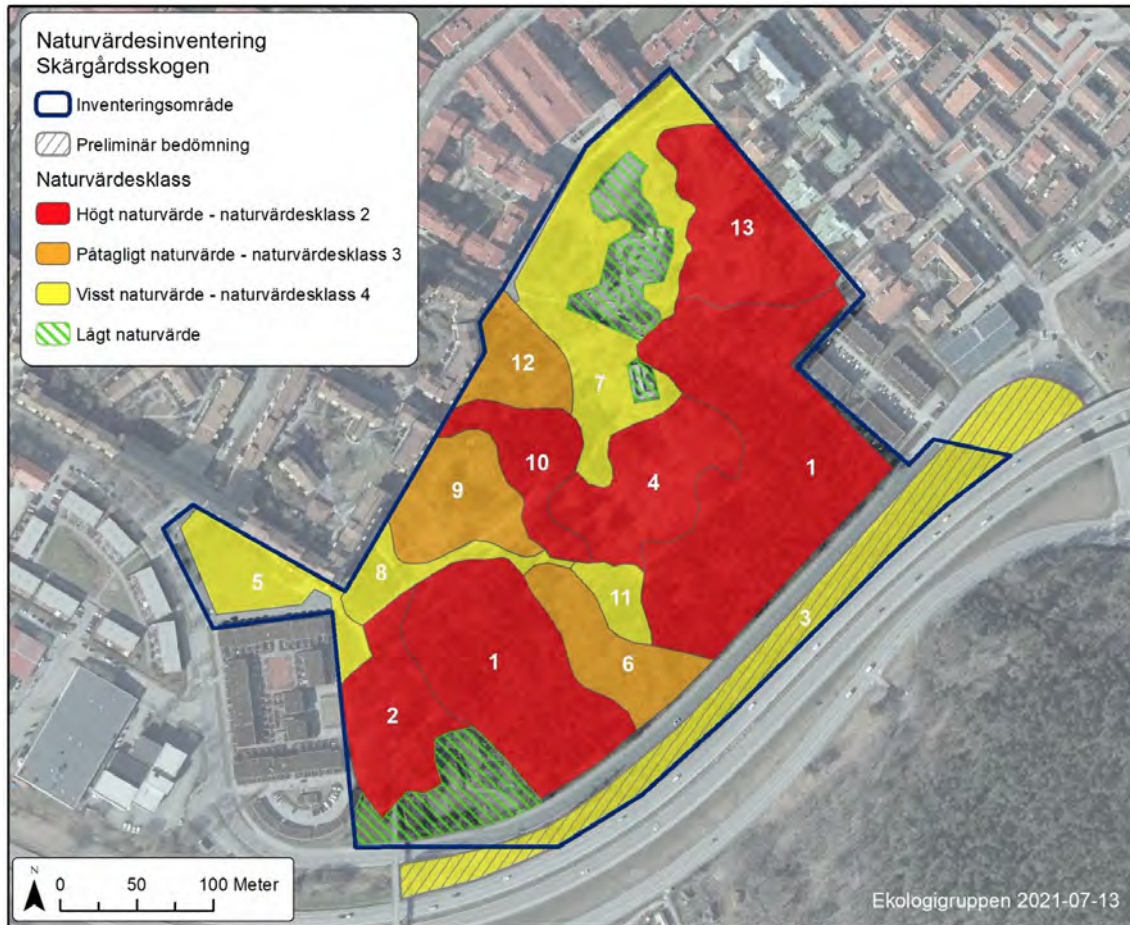 Naturvärdesinventering
Skärgårdsskogen
Inventeringsområde
Preliminär bedömning
Naturvärdesklass
Högt naturvärde - naturvärdesklass 2
Påtagligt naturvärde - naturvärdesklass 3
Visst naturvärde - naturvärdesklass 4
Lågt naturvärde
13
12
7
10
4
1
9
8
5
11
3
1
6
2
N
0 50 100 Meter
Ekologigruppen 2021-07-13